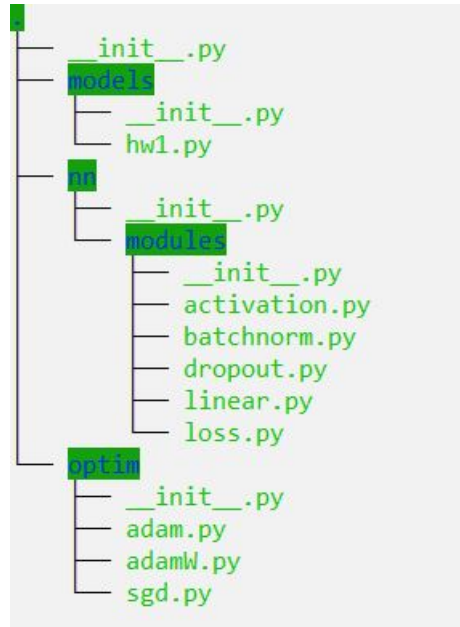 .
__init__.py
models
__init__.py
hw1.py
nn
__init__.py
modules
__init__.py
activation.py
batchnorm.py
dropout.py
linear.py
loss.py
optim
__init__.py
adam.py
adamW.py
sgd.py